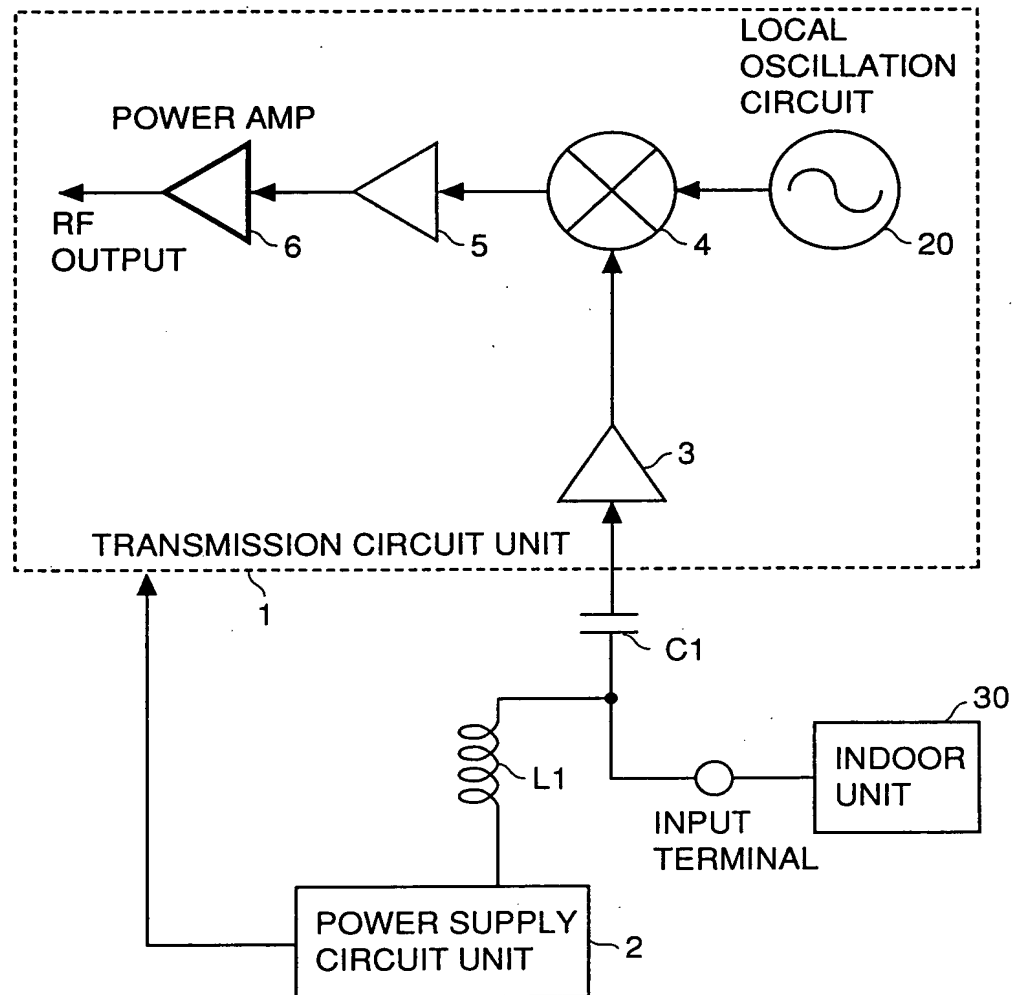 LOCAL
OSCILLATION
CIRCUIT
POWER AMP
RF
OUTPUT
6
5
4
20
3
TRANSMISSION CIRCUIT UNIT
1
C1
30
L1
INDOOR
UNIT
INPUT
TERMINAL
POWER SUPPLY
CIRCUIT UNIT
2